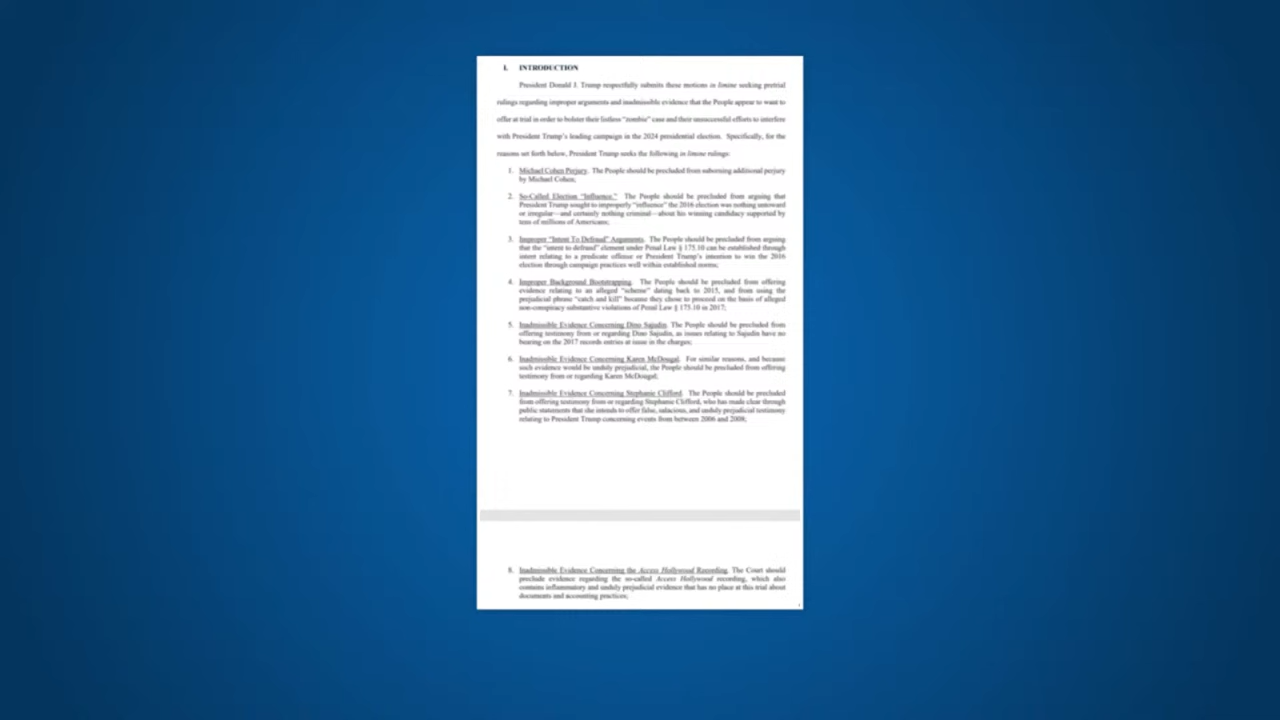 I. INTRODUCTION
President Donald J. Trump respectfully submits these motions in limine seeking pretrial
rulings regarding improper arguments and inadmissible evidence that the People appear to want to
offer at trial in order to bolster their listless "zombie" case and their unsuccessful efforts to interfere
with President Trump's leading campaign in the 2024 presidential election. Specifically, for the
reasons set forth below, President Trump seeks the following in limine rulings:
1. Michael Cohen Perjury. The People should be precluded from suborning additional perjury
by Michael Cohen;
2. So-Called Election "Influence." The People should be precluded from arguing that
President Trump sought to improperly "influence" the 2016 election was nothing untoward
or irregular—and certainly nothing criminal—about his winning candidacy supported by
tens of millions of Americans;
3. Improper "Intent To Defraud" Arguments. The People should be precluded from arguing
that the "intent to defraud" element under Penal Law § 175.10 can be established through
intent relating to a predicate offense or President Trump's intention to win the 2016
election through campaign practices well within established norms;
4. Improper Background Bootstrapping. The People should be precluded from offering
evidence relating to an alleged "scheme" dating back to 2015, and from using the
prejudicial phrase "catch and kill" because they chose to proceed on the basis of alleged
non-conspiracy substantive violations of Penal Law § 175.10 in 2017;
5. Inadmissible Evidence Concerning Dino Sajudin. The People should be precluded from
offering testimony from or regarding Dino Sajudin, as issues relating to Sajudin have no
bearing on the 2017 records entries at issue in the charges;
6. Inadmissible Evidence Concerning Karen McDougal. For similar reasons, and because
such evidence would be unduly prejudicial, the People should be precluded from offering
testimony from or regarding Karen McDougal;
7. Inadmissible Evidence Concerning Stephanie Clifford. The People should be precluded
from offering testimony from or regarding Stephanie Clifford, who has made clear through
public statements that she intends to offer false, salacious, and unduly prejudicial testimony
relating to President Trump concerning events from between 2006 and 2008;
8. Inadmissible Evidence Concerning the Access Hollywood Recording. The Court should
preclude evidence regarding the so-called Access Hollywood recording, which also
contains inflammatory and unduly prejudicial evidence that has no place at this trial about
documents and accounting practices;